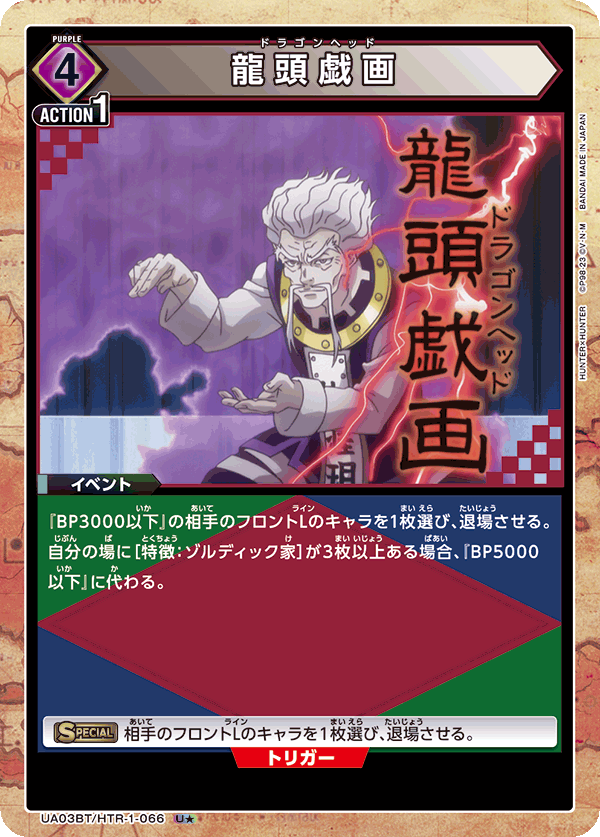 PURPLE
4
ACTION 1
ドラゴンヘッド
龍頭戯画
龍頭戯画
ドラゴンヘッド
HUNTER×HUNTER ©P98-23 ©V・N・M BANDAI MADE IN JAPAN
イベント
『BP3000以下』の相手のフロントLのキャラを1枚選び、退場させる。
自分の場に[特徴:ゾルディック家]が3枚以上ある場合、『BP5000
以下』に代わる。
SPECIAL 相手のフロントLのキャラを1枚選び、退場させる。
トリガー
UA03BT/HTR-1-066 U★